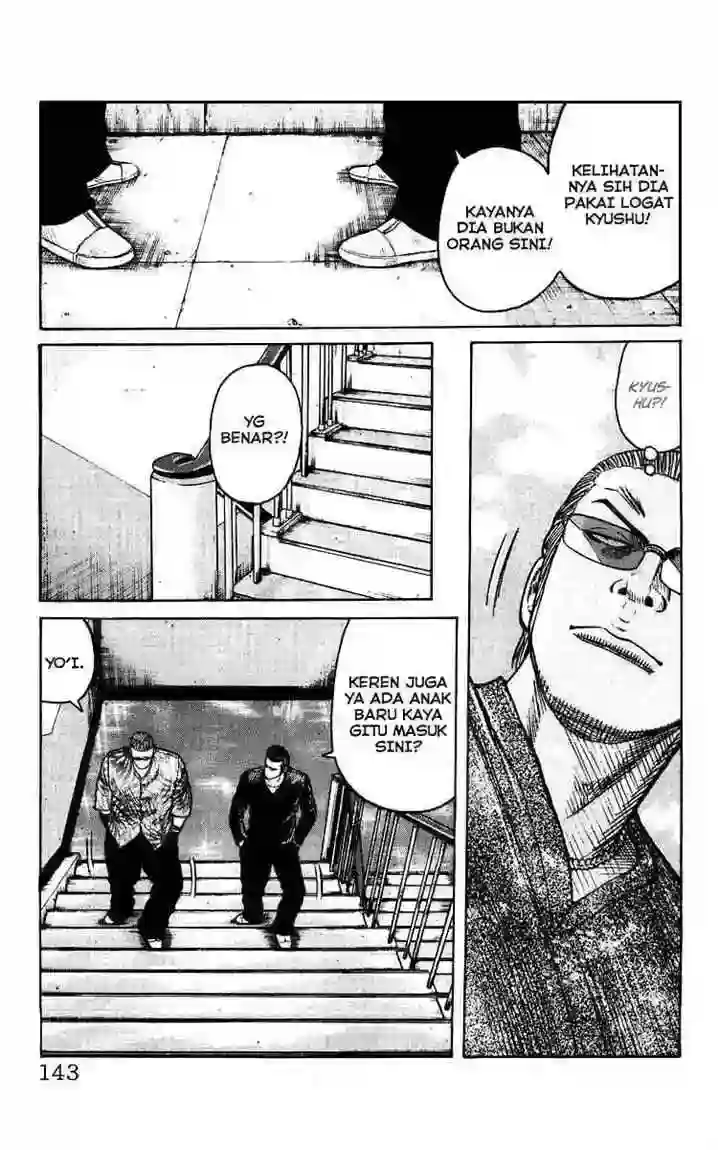 KELIHATAN-
NYA SIH DIA
PAKAI LOGAT
KYUSHU!
KAYANYA
DIA BUKAN
ORANG SINI!
KYUS-
HU?!
YG
BENAR?!
KEREN JUGA
YA ADA ANAK
BARU KAYA
GITU MASUK
SINI?
YO'I.
143